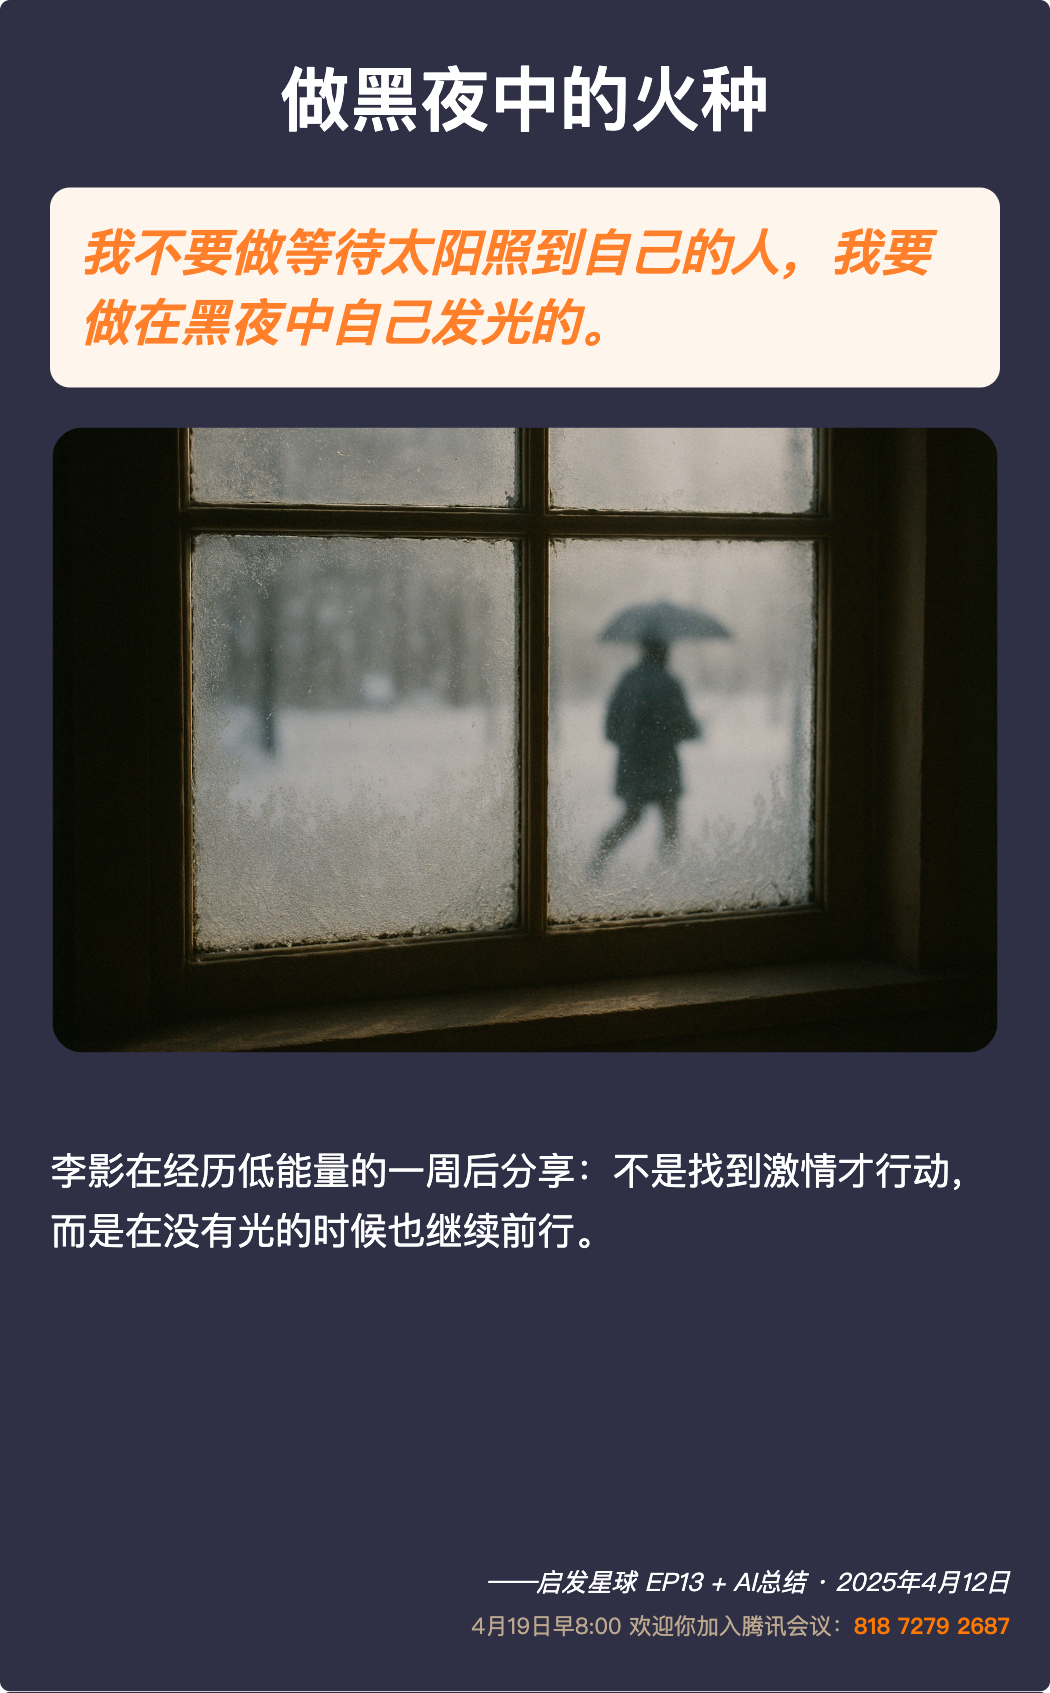 做黑夜中的火种
我不要做等待太阳照到自己的人，我要
做在黑夜中自己发光的。
李影在经历低能量的一周后分享：不是找到激情才行动，
而是在没有光的时候也继续前行。
——启发星球 EP13 + AI总结 · 2025年4月12日
4月19日早8:00 欢迎你加入腾讯会议：818 7279 2687